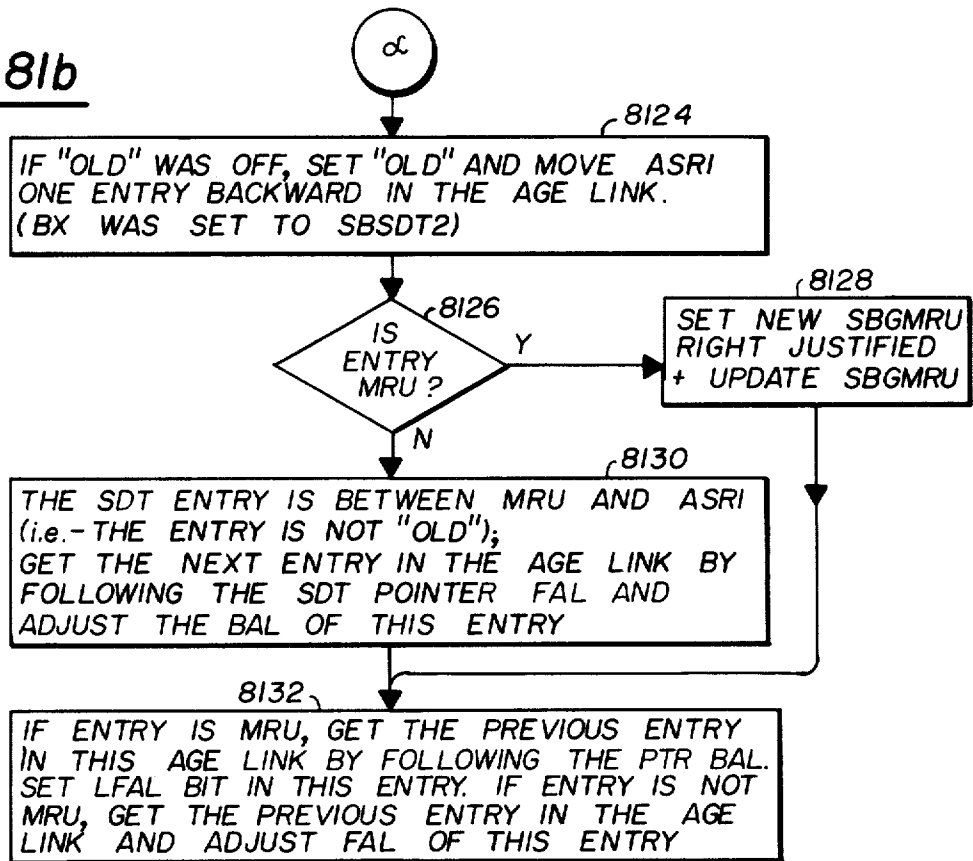 ∝
81b
8124
IF "OLD" WAS OFF, SET "OLD" AND MOVE ASRI
ONE ENTRY BACKWARD IN THE AGE LINK.
(BX WAS SET TO SBSDT2)
8126
IS
ENTRY
MRU?
Y
N
8128
SET NEW SBGMRU
RIGHT JUSTIFIED
+ UPDATE SBGMRU
8130
THE SDT ENTRY IS BETWEEN MRU AND ASRI
(i.e.- THE ENTRY IS NOT "OLD");
GET THE NEXT ENTRY IN THE AGE LINK BY
FOLLOWING THE SDT POINTER FAL AND
ADJUST THE BAL OF THIS ENTRY
8132
IF ENTRY IS MRU, GET THE PREVIOUS ENTRY
IN THIS AGE LINK BY FOLLOWING THE PTR BAL.
SET LFAL BIT IN THIS ENTRY. IF ENTRY IS NOT
MRU, GET THE PREVIOUS ENTRY IN THE AGE
LINK AND ADJUST FAL OF THIS ENTRY